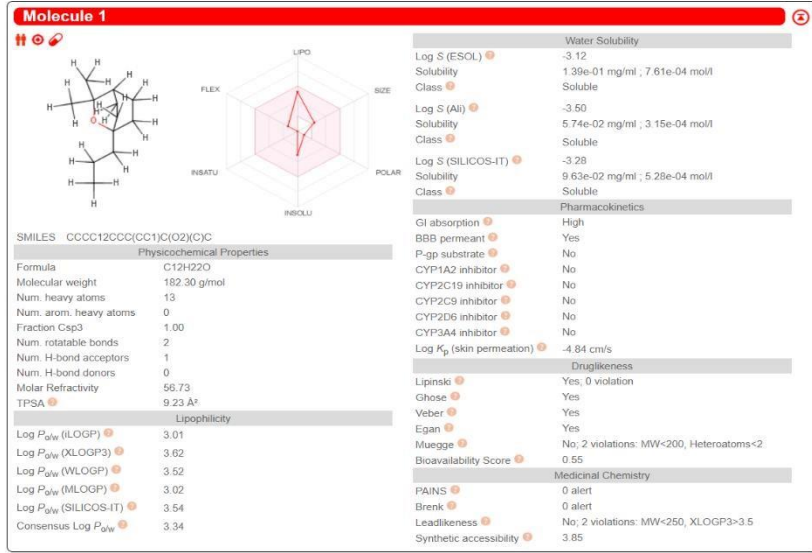 Molecule 1
LIPO
SIZE
POLAR
INSOLU
INSATU
FLEX
H
H
H
H
H
H
H
H
H
H
H
H
O
H
H
H
H
SMILES CCCC12CCC(CC1)C(O2)(C)C
Physicochemical Properties
Formula C12H22O
Molecular weight 182.30 g/mol
Num. heavy atoms 13
Num. arom. heavy atoms 0
Fraction Csp3 1.00
Num. rotatable bonds 2
Num. H-bond acceptors 1
Num. H-bond donors 0
Molar Refractivity 56.73
TPSA ? 9.23 Å²
Lipophilicity
Log Po/w (iLOGP) ? 3.01
Log Po/w (XLOGP3) ? 3.62
Log Po/w (WLOGP) ? 3.52
Log Po/w (MLOGP) ? 3.02
Log Po/w (SILICOS-IT) ? 3.54
Consensus Log Po/w ? 3.34
Water Solubility
Log S (ESOL) ? -3.12
Solubility 1.39e-01 mg/ml ; 7.61e-04 mol/l
Class ? Soluble
Log S (Ali) ? -3.50
Solubility 5.74e-02 mg/ml ; 3.15e-04 mol/l
Class ? Soluble
Log S (SILICOS-IT) ? -3.28
Solubility 9.63e-02 mg/ml ; 5.28e-04 mol/l
Class ? Soluble
Pharmacokinetics
GI absorption ? High
BBB permeant ? Yes
P-gp substrate ? No
CYP1A2 inhibitor ? No
CYP2C19 inhibitor ? No
CYP2C9 inhibitor ? No
CYP2D6 inhibitor ? No
CYP3A4 inhibitor ? No
Log Kp (skin permeation) ? -4.84 cm/s
Druglikeness
Lipinski ? Yes; 0 violation
Ghose ? Yes
Veber ? Yes
Egan ? Yes
Muegge ? No; 2 violations: MW<200, Heteroatoms<2
Bioavailability Score ? 0.55
Medicinal Chemistry
PAINS ? 0 alert
Brenk ? 0 alert
Leadlikeness ? No; 2 violations: MW<250, XLOGP3>3.5
Synthetic accessibility ? 3.85